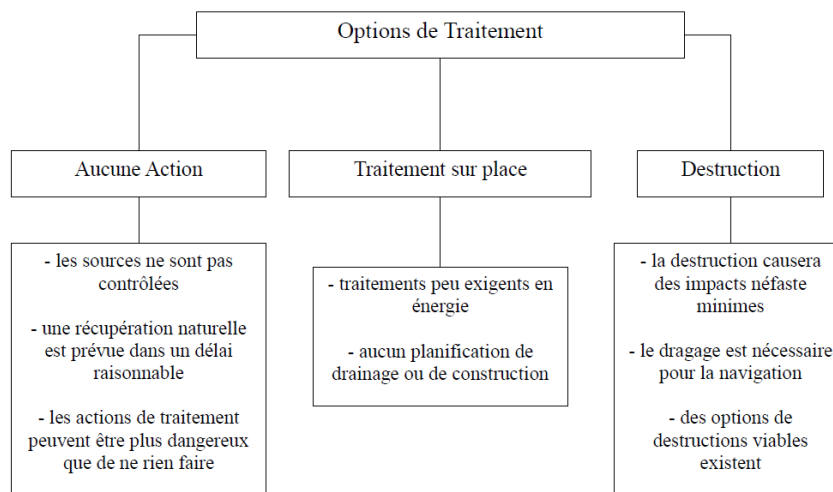 Options de Traitement
Aucune Action
Traitement sur place
Destruction
- les sources ne sont pas
contrôlées
- une récupération naturelle
est prévue dans un délai
raisonnable
- les actions de traitement
peuvent être plus dangereux
que de ne rien faire
- traitements peu exigents en
énergie
- aucun planification de
drainage ou de construction
- la destruction causera
des impacts néfaste
minimes
- le dragage est nécessaire
pour la navigation
- des options de
destructions viables
existent